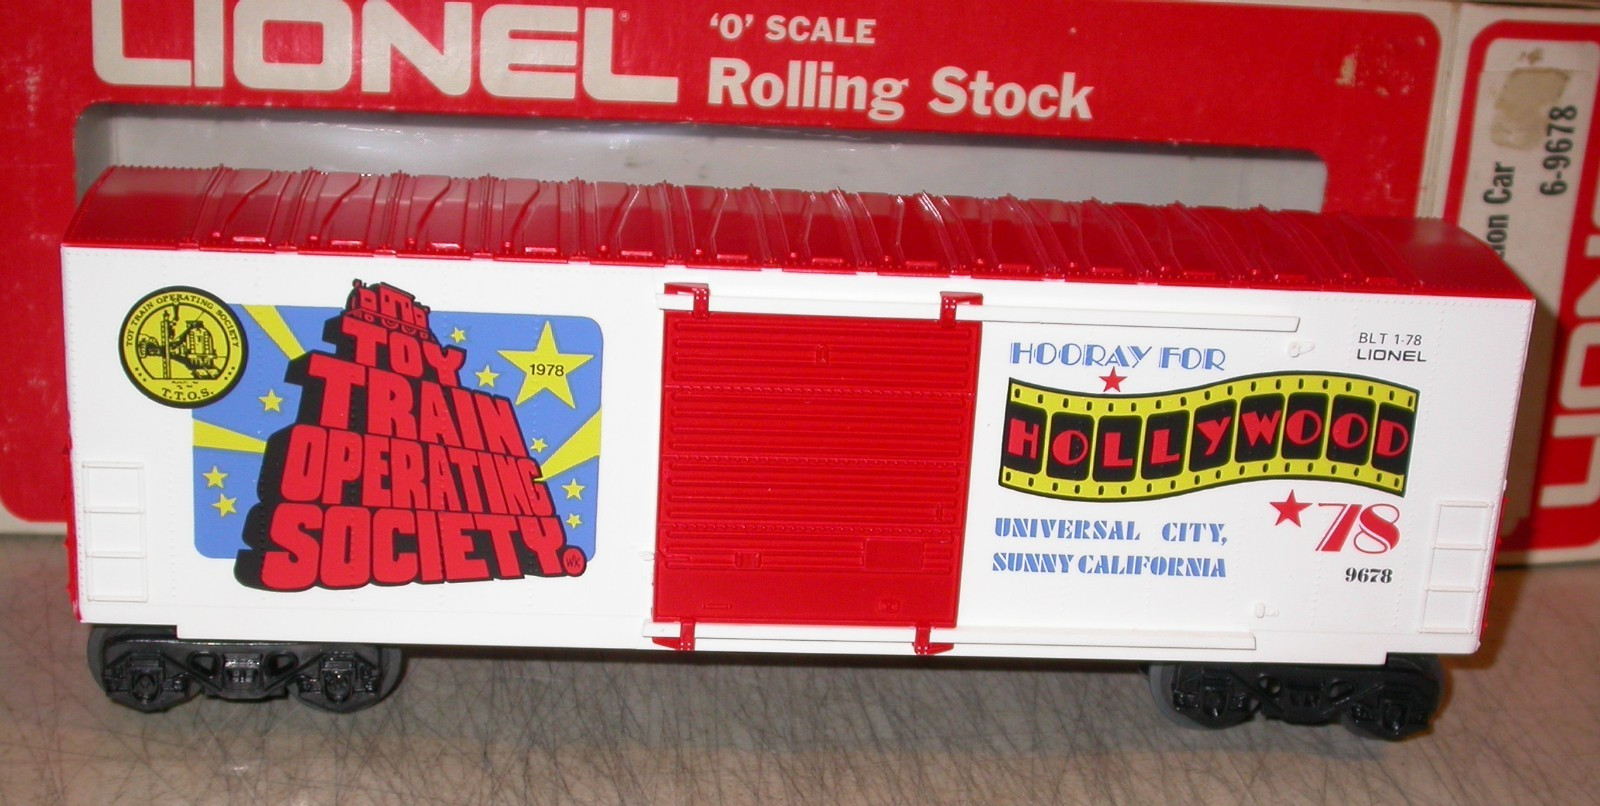 LIONEL®
'O' SCALE
Rolling Stock
6-9678
Car
TOY TRAIN OPERATING SOCIETY
T.T.O.S.
TOY
TRAIN
OPERATING
SOCIETY.
WK
1978
BLT 1-78
LIONEL
HOORAY FOR
HOLLYWOOD
'78
UNIVERSAL CITY,
SUNNY CALIFORNIA
9678